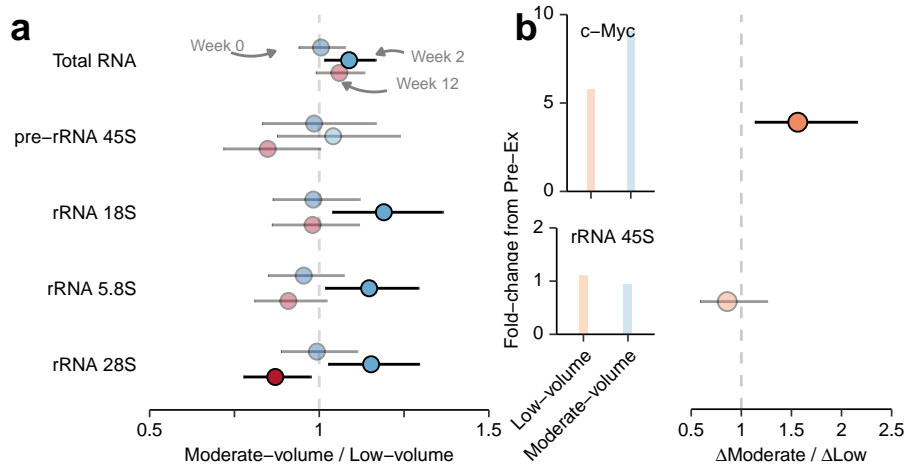 a
Week 0
Week 2
Week 12
Total RNA
pre−rRNA 45S
rRNA 18S
rRNA 5.8S
rRNA 28S
0.5
1
1.5
Moderate−volume / Low−volume
b
c−Myc
10
5
0
rRNA 45S
2
1
0
Fold−change from Pre−Ex
Low−volume
Moderate−volume
0.5
1
1.5
2
2.5
ΔModerate / ΔLow